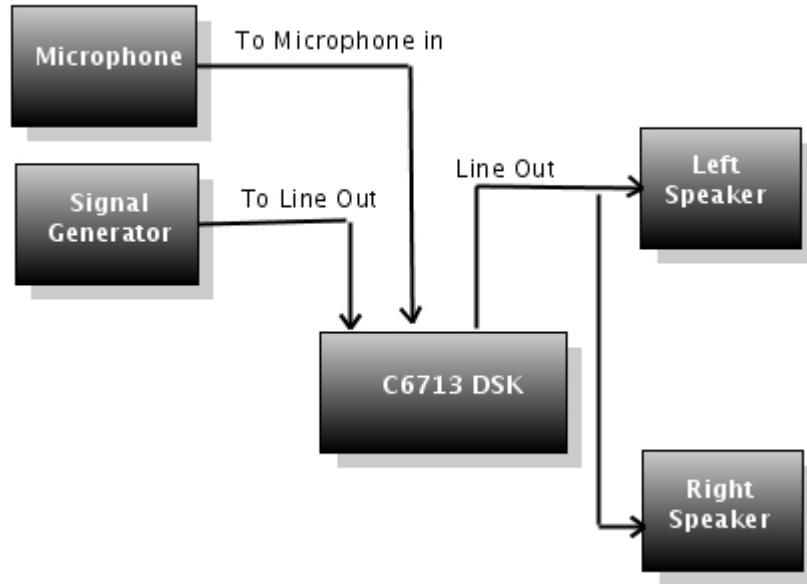 To Microphone in
Microphone
Signal
Generator
To Line Out
Line Out
Left
Speaker
C6713 DSK
Right
Speaker